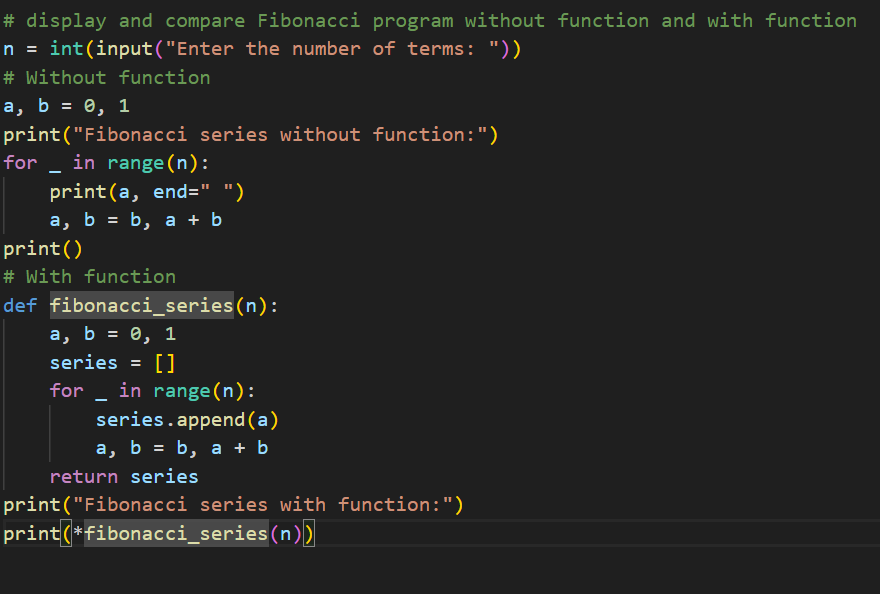 # display and compare Fibonacci program without function and with function
n = int(input("Enter the number of terms: "))
# Without function
a, b = 0, 1
print("Fibonacci series without function:")
for _ in range(n):
    print(a, end=" ")
    a, b = b, a + b
print()
# With function
def fibonacci_series(n):
    a, b = 0, 1
    series = []
    for _ in range(n):
        series.append(a)
        a, b = b, a + b
    return series
print("Fibonacci series with function:")
print(*fibonacci_series(n))